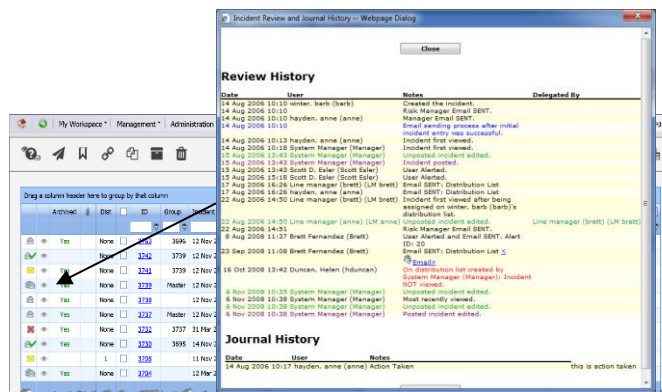 Incident Review and Journal History -- Webpage Dialog
Close
Review History
Date User Notes Delegated By
14 Aug 2006 10:10 winter, barb (barb) Created the incident.
14 Aug 2006 10:10 Risk Manager Email SENT.
14 Aug 2006 10:10 hayden, anne (anne) Manager Email SENT.
14 Aug 2006 10:10 Email sending process after initial
incident entry was successful.
14 Aug 2006 10:13 hayden, anne (anne) Incident first viewed.
14 Aug 2006 10:18 System Manager (Manager) Incident first viewed.
15 Aug 2006 13:43 System Manager (Manager) Unposted incident edited.
15 Aug 2006 13:43 System Manager (Manager) Incident posted.
15 Aug 2006 13:43 Scott D. Esler (Scott Esler) User Alerted.
15 Aug 2006 15:18 Scott D. Esler (Scott Esler) User Alerted.
17 Aug 2006 16:26 Line manager (brett) (LM brett) Email SENT: Distribution List
17 Aug 2006 16:26 hayden, anne (anne) Email SENT: Distribution List
22 Aug 2006 14:50 Line manager (brett) (LM brett) Incident first viewed after being
assigned on winter, barb (barb)'s
distribution list.
22 Aug 2006 14:50 Line manager (anne) (LM anne) Unposted incident edited. Line manager (brett) (LM brett)
22 Aug 2006 14:51 Risk Manager Email SENT.
8 Aug 2008 11:37 Brett Fernandez (Brett) User Alerted and Email SENT. Alert
ID: 20
23 Sep 2008 11:08 Brett Fernandez (Brett) Email SENT: Distribution List <
Email>
16 Oct 2008 13:42 Duncan, Helen (hduncan) On distribution list created by
System Manager (Manager): Incident
NOT viewed.
6 Nov 2008 10:35 System Manager (Manager) Unposted incident edited.
6 Nov 2008 10:38 System Manager (Manager) Most recently viewed.
6 Nov 2008 10:38 System Manager (Manager) Posted incident edited.
Journal History
Date User Notes
14 Aug 2006 10:17 hayden, anne (anne) Action Taken this is action taken
My Workspace Management Administration
Drag a column header here to group by that column
Archived Dist ID Group Incident
Yes None 3763 3696 12 Nov 2
Yes None 3742 3739 12 Nov 2
Yes None 3741 3739 12 Nov 2
Yes None 3739 Master 12 Nov 2
Yes None 3738 12 Nov 2
Yes None 3737 Master 12 Nov 2
Yes None 3732 3737 31 Mar 2
Yes None 3730 3695 14 Nov 2
1 3708 11 Nov 2
Yes None 3704 12 Mar 2